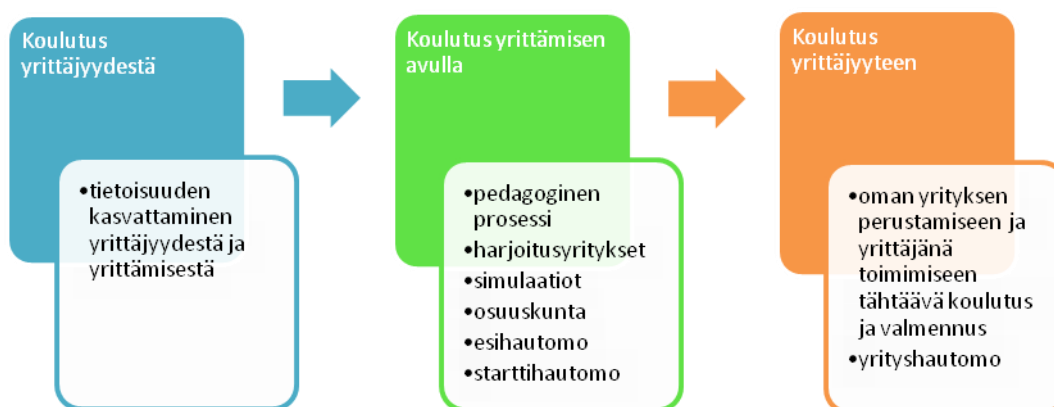 Koulutus
yrittäjyydestä
•tietoisuuden
kasvattaminen
yrittäjyydestä ja
yrittämisestä
Koulutus yrittämisen
avulla
•pedagoginen
prosessi
•harjoitusyritykset
•simulaatiot
•osuuskunta
•esihautomo
•starttihautomo
Koulutus
yrittäjyyteen
•oman yrityksen
perustamiseen ja
yrittäjänä
toimimiseen
tähtäävä koulutus
ja valmennus
•yrityshautomo